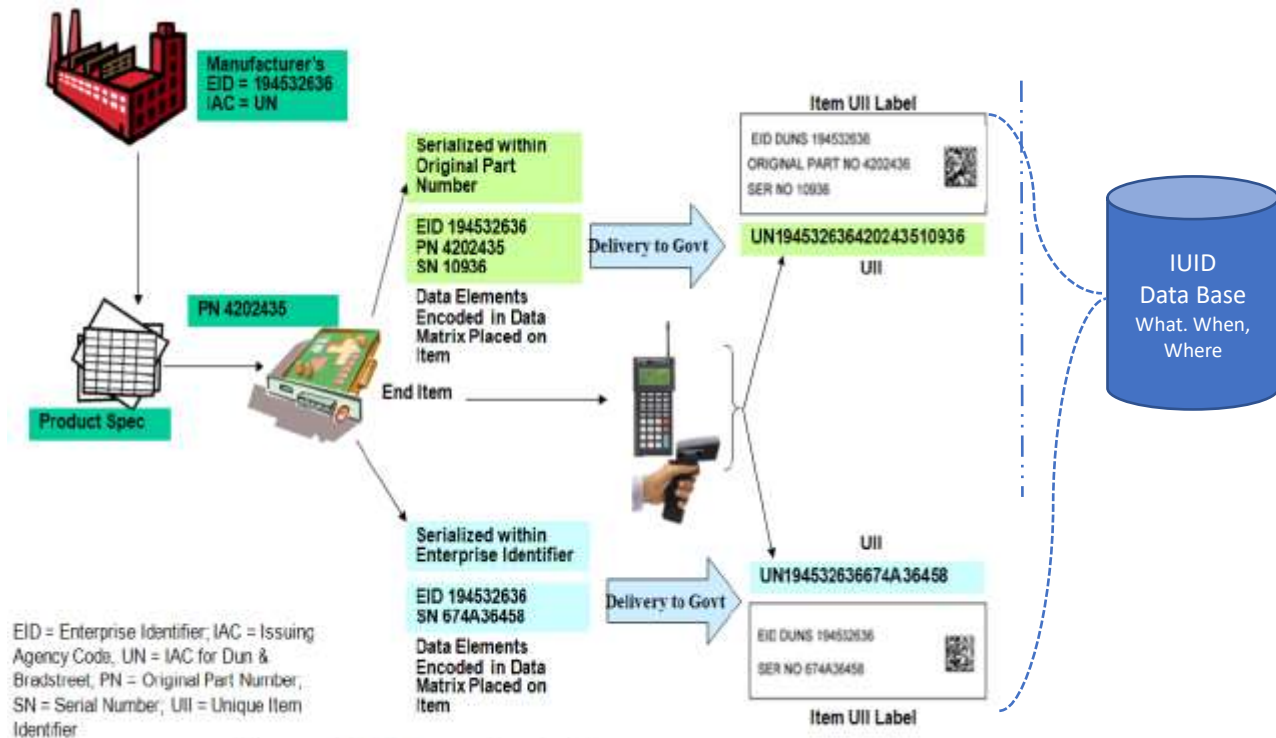 Manufacturer's
EID = 194532636
IAC = UN
PN 4202435
Product Spec
Serialized within
Original Part
Number
EID 194532636
PN 4202435
SN 10936
Data Elements
Encoded in Data
Matrix Placed on
Item
Delivery to Govt
Item UII Label
EID DUNS 194532636
ORIGINAL PART NO 4202436
SER NO 10936
UN194532636420243510936
UII
End Item
Serialized within
Enterprise Identifier
EID 194532636
SN 674A36458
Data Elements
Encoded in Data
Matrix Placed on
Item
Delivery to Govt
UII
UN194532636674A36458
EID DUNS 194532636
SER NO 674A36458
Item UII Label
IUID
Data Base
What. When,
Where
EID = Enterprise Identifier; IAC = Issuing
Agency Code, UN = IAC for Dun &
Bradstreet, PN = Original Part Number;
SN = Serial Number; UII = Unique Item
Identifier